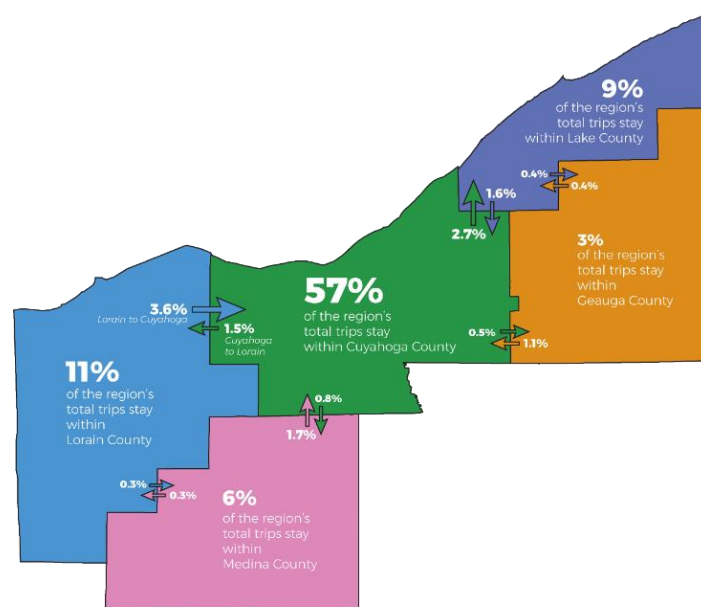 9%
of the region's
total trips stay
within Lake County
0.4%
0.4%
1.6%
2.7%
3%
of the region's
total trips stay
within
Geauga County
57%
of the region's
total trips stay
within Cuyahoga County
3.6%
Lorain to Cuyahoga
1.5%
Cuyahoga
to Lorain
0.5%
1.1%
11%
of the region's
total trips stay
within
Lorain County
0.8%
1.7%
0.3%
0.3%
6%
of the region's
total trips stay
within
Medina County